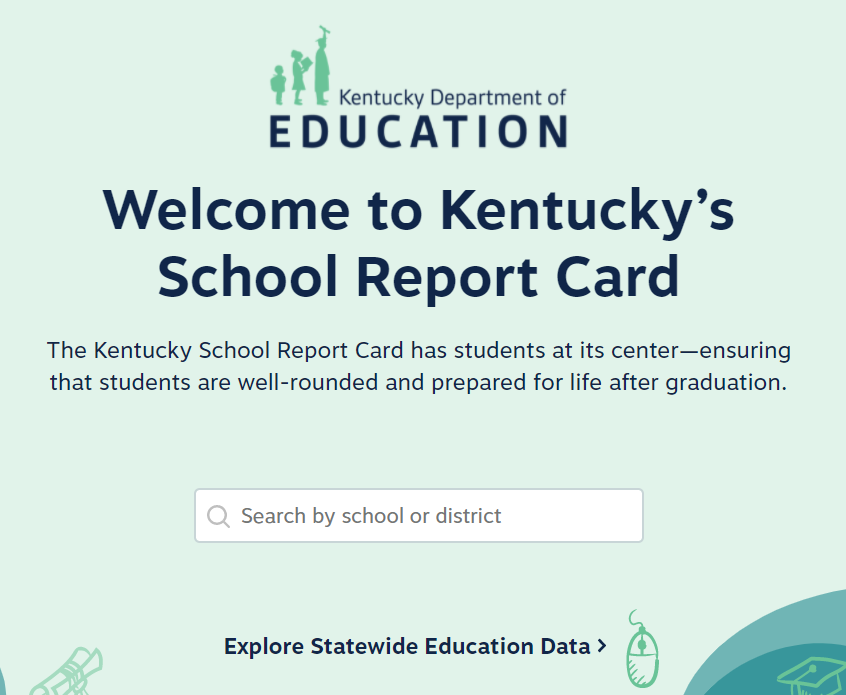 Kentucky Department of
EDUCATION
Welcome to Kentucky’s
School Report Card
The Kentucky School Report Card has students at its center—ensuring
that students are well-rounded and prepared for life after graduation.
Search by school or district
Explore Statewide Education Data >